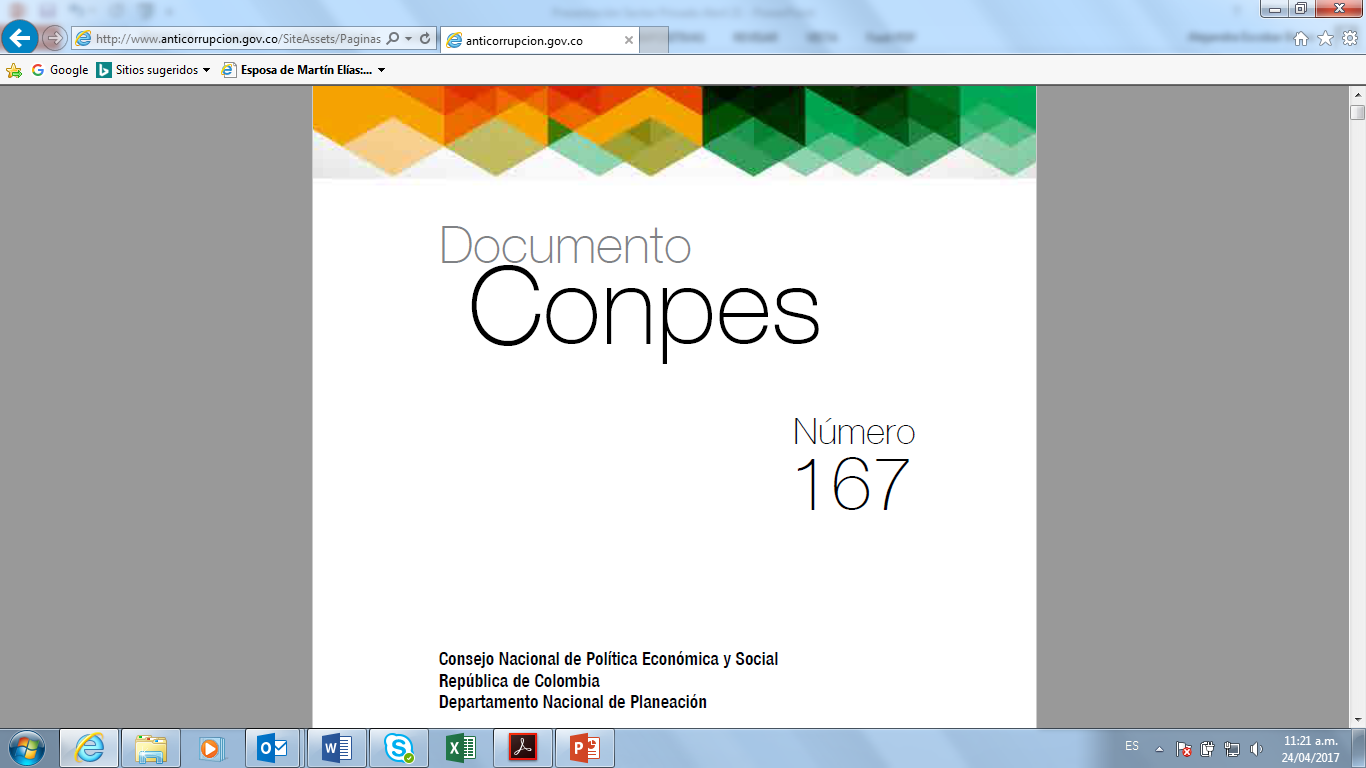 http://www.anticorrupcion.gov.co/SiteAssets/Paginas
anticorrupcion.gov.co
Google
Sitios sugeridos
Esposa de Martín Elías:...
Documento
Conpes
Número
167
Consejo Nacional de Política Económica y Social
República de Colombia
Departamento Nacional de Planeación
ES
11:21 a.m.
24/04/2017